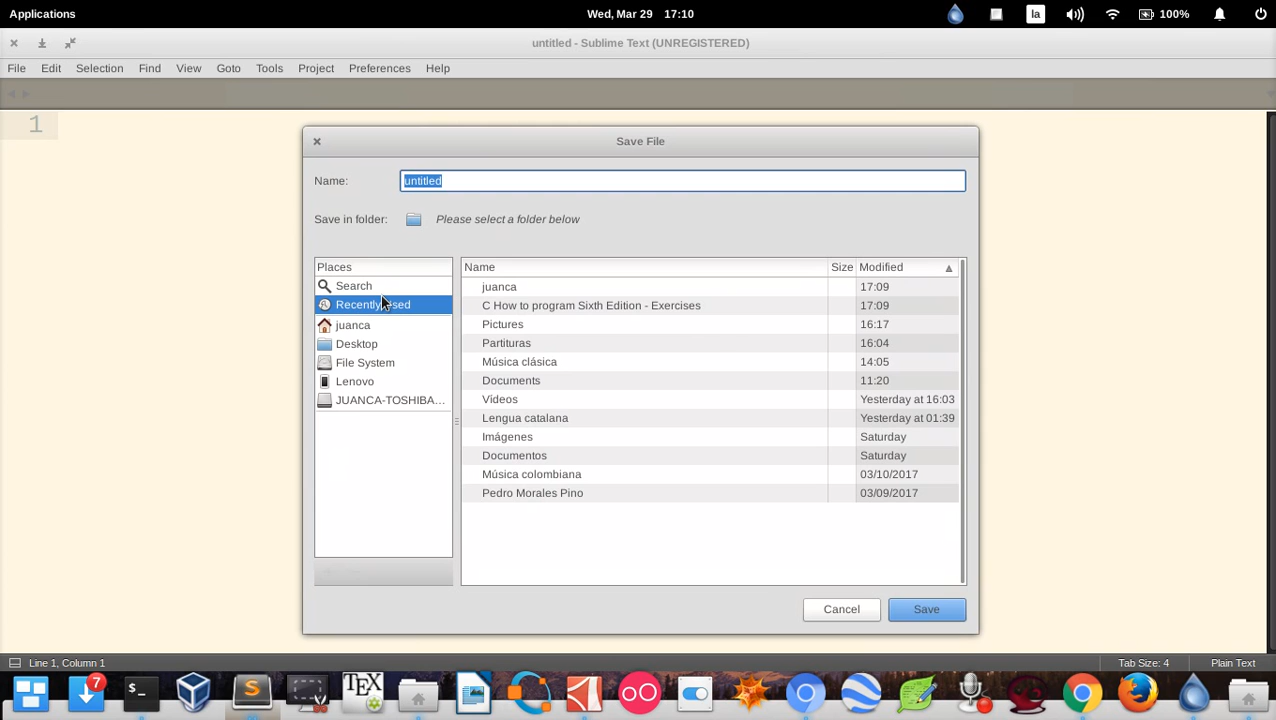 Applications
Wed, Mar 29 17:10
la
100%
untitled - Sublime Text (UNREGISTERED)
File Edit Selection Find View Goto Tools Project Preferences Help
1
Save File
Name: untitled
Save in folder: Please select a folder below
Places
Search
Recently sed
juanca
Desktop
File System
Lenovo
JUANCA-TOSHIBA...
Name Size Modified
juanca 17:09
C How to program Sixth Edition - Exercises 17:09
Pictures 16:17
Partituras 16:04
Música clásica 14:05
Documents 11:20
Videos Yesterday at 16:03
Lengua catalana Yesterday at 01:39
Imágenes Saturday
Documentos Saturday
Música colombiana 03/10/2017
Pedro Morales Pino 03/09/2017
Cancel Save
Line 1, Column 1
Tab Size: 4 Plain Text
7
>_
S
TEX